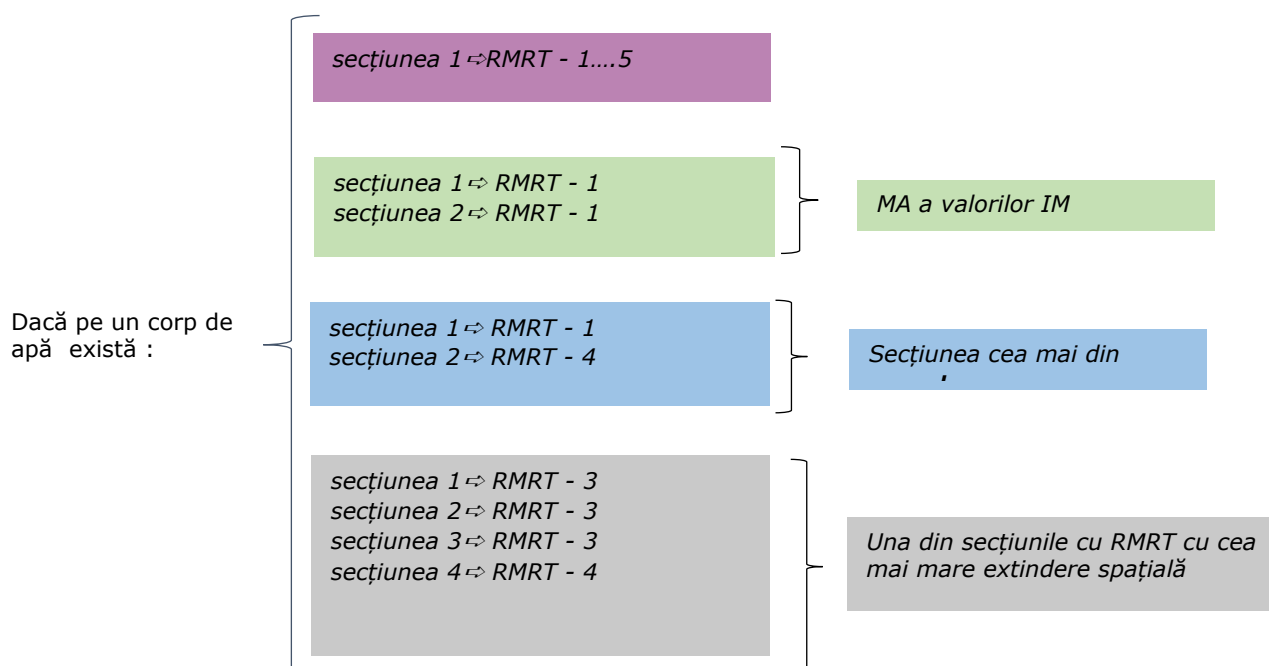 secțiunea 1⇨RMRT - 1….5
secțiunea 1⇨ RMRT - 1
secțiunea 2⇨ RMRT - 1
MA a valorilor IM
Dacă pe un corp de
apă există :
secțiunea 1⇨ RMRT - 1
secțiunea 2⇨ RMRT - 4
Secțiunea cea mai din
secțiunea 1⇨ RMRT - 3
secțiunea 2⇨ RMRT - 3
secțiunea 3⇨ RMRT - 3
secțiunea 4⇨ RMRT - 4
Una din secțiunile cu RMRT cu cea
mai mare extindere spațială